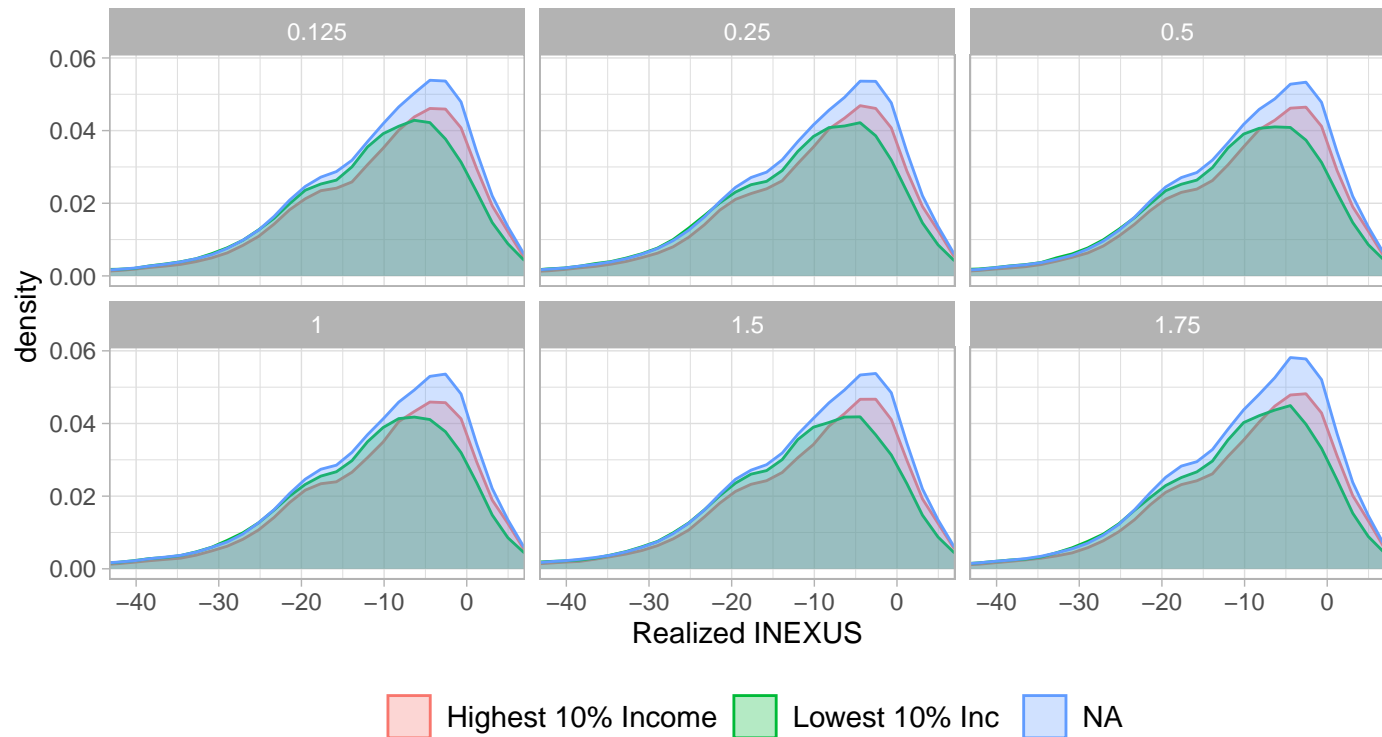 0.125 0.25 0.5
0.06
0.04
0.02
0.00
1 1.5 1.75
0.06
0.04
0.02
0.00
density
−40 −30 −20 −10 0 −40 −30 −20 −10 0 −40 −30 −20 −10 0
Realized INEXUS
Highest 10% Income Lowest 10% Inc NA